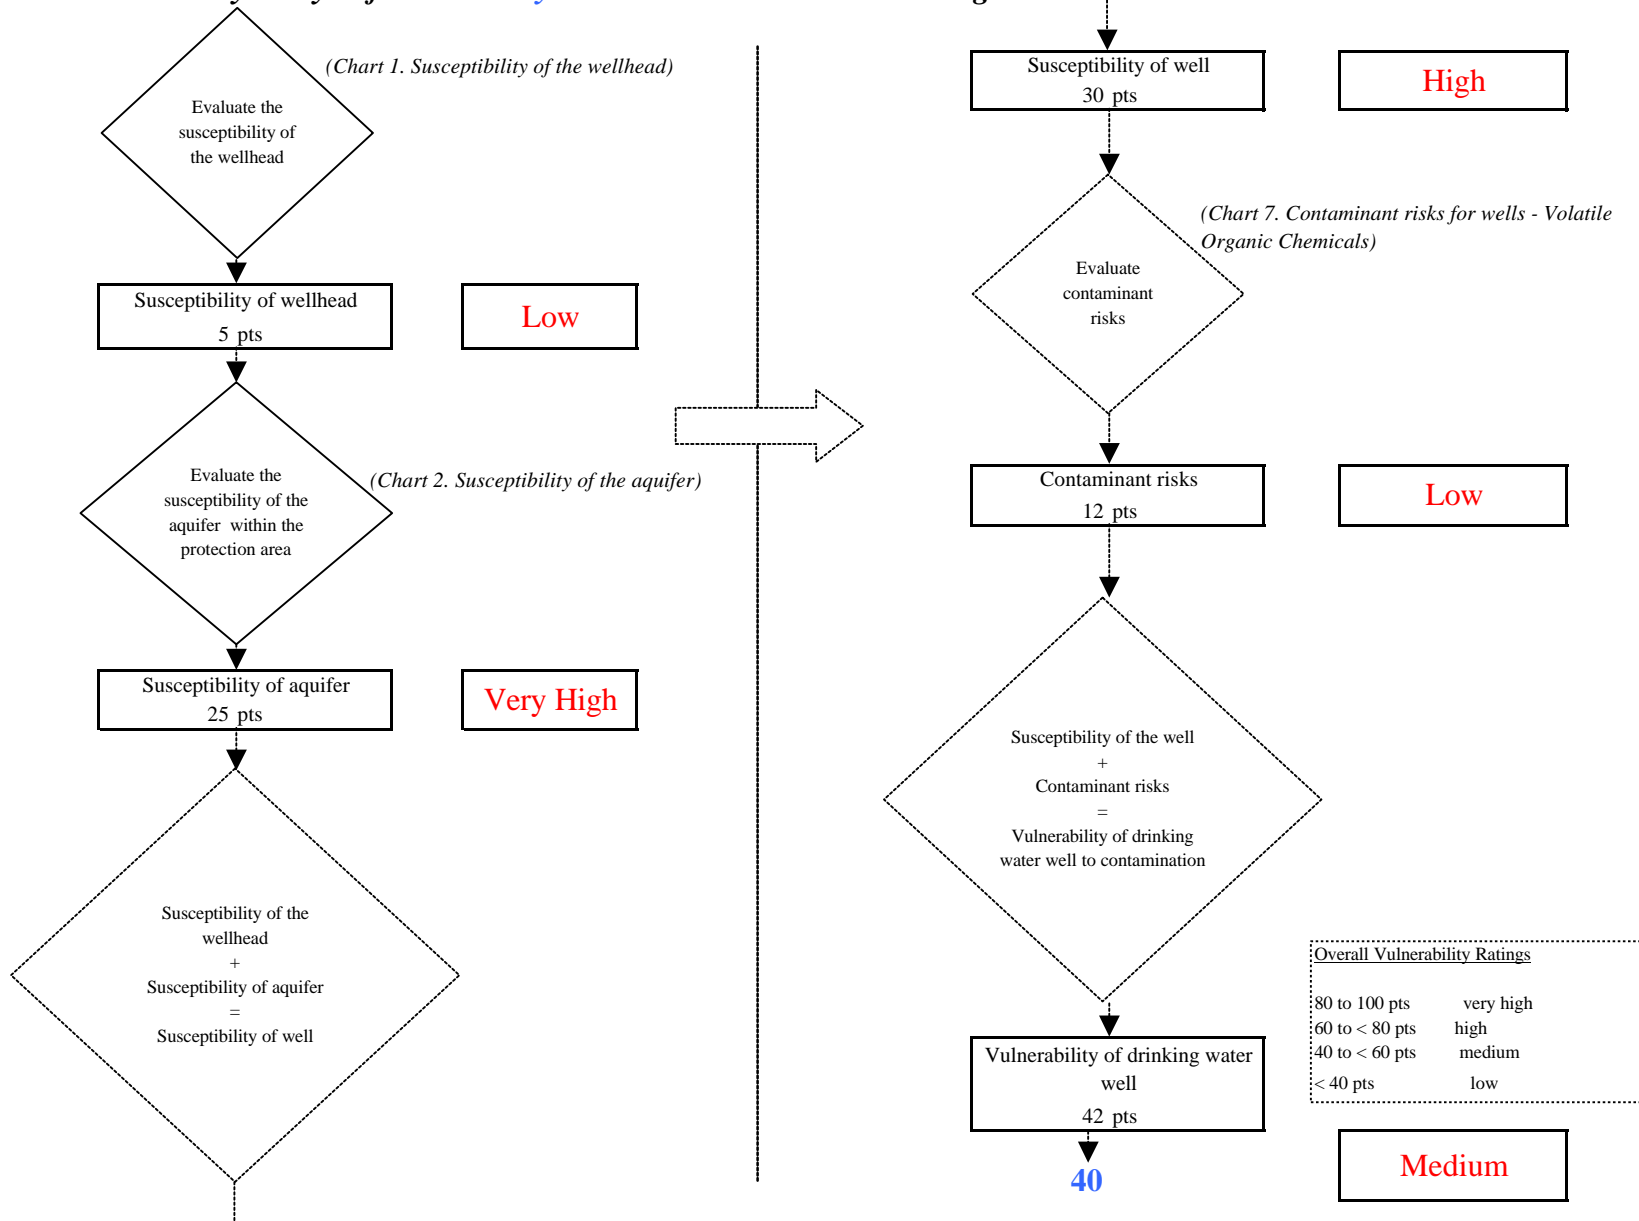 (Chart 1. Susceptibility of the wellhead)
Evaluate the
susceptibility of
the wellhead
Susceptibility of wellhead
5 pts
Low
Evaluate the
susceptibility of the
aquifer within the
protection area
(Chart 2. Susceptibility of the aquifer)
Susceptibility of aquifer
25 pts
Very High
Susceptibility of the
wellhead
+
Susceptibility of aquifer
=
Susceptibility of well
Susceptibility of well
30 pts
High
(Chart 7. Contaminant risks for wells - Volatile
Organic Chemicals)
Evaluate
contaminant
risks
Contaminant risks
12 pts
Low
Susceptibility of the well
+
Contaminant risks
=
Vulnerability of drinking
water well to contamination
Overall Vulnerability Ratings
80 to 100 pts very high
60 to < 80 pts high
40 to < 60 pts medium
< 40 pts low
Vulnerability of drinking water
well
42 pts
40
Medium